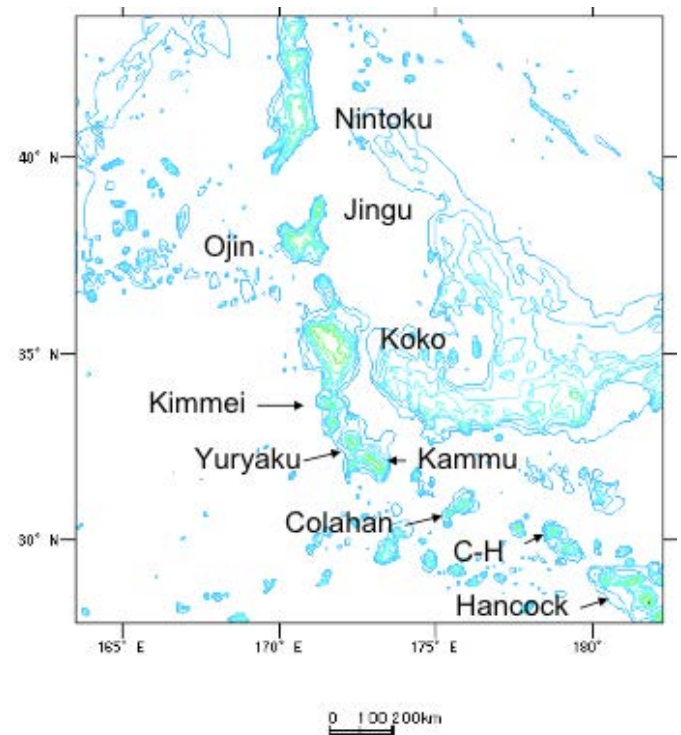 Nintoku
40° N
Jingu
Ojin
Koko
35° N
Kimmei
Yuryaku
Kammu
Colahan
30° N
C-H
Hancock
165° E
170° E
175° E
180°
0 100 200km